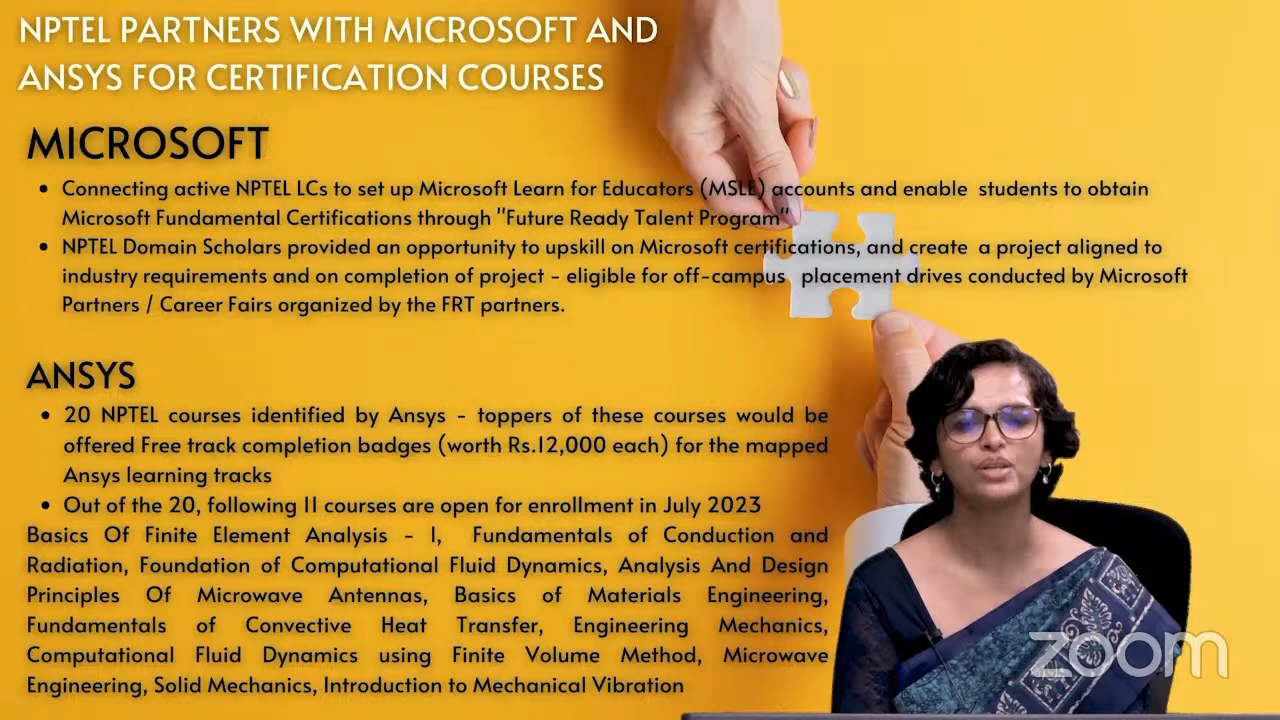 NPTEL PARTNERS WITH MICROSOFT AND
ANSYS FOR CERTIFICATION COURSES
MICROSOFT
• Connecting active NPTEL LCs to set up Microsoft Learn for Educators (MSLE) accounts and enable students to obtain
Microsoft Fundamental Certifications through "Future Ready Talent Program"
• NPTEL Domain Scholars provided an opportunity to upskill on Microsoft certifications, and create a project aligned to
industry requirements and on completion of project - eligible for off-campus placement drives conducted by Microsoft
Partners / Career Fairs organized by the FRT partners.
ANSYS
• 20 NPTEL courses identified by Ansys - toppers of these courses would be
offered Free track completion badges (worth Rs.12,000 each) for the mapped
Ansys learning tracks
• Out of the 20, following 11 courses are open for enrollment in July 2023
Basics Of Finite Element Analysis - I, Fundamentals of Conduction and
Radiation, Foundation of Computational Fluid Dynamics, Analysis And Design
Principles Of Microwave Antennas, Basics of Materials Engineering,
Fundamentals of Convective Heat Transfer, Engineering Mechanics,
Computational Fluid Dynamics using Finite Volume Method, Microwave
Engineering, Solid Mechanics, Introduction to Mechanical Vibration
zoom